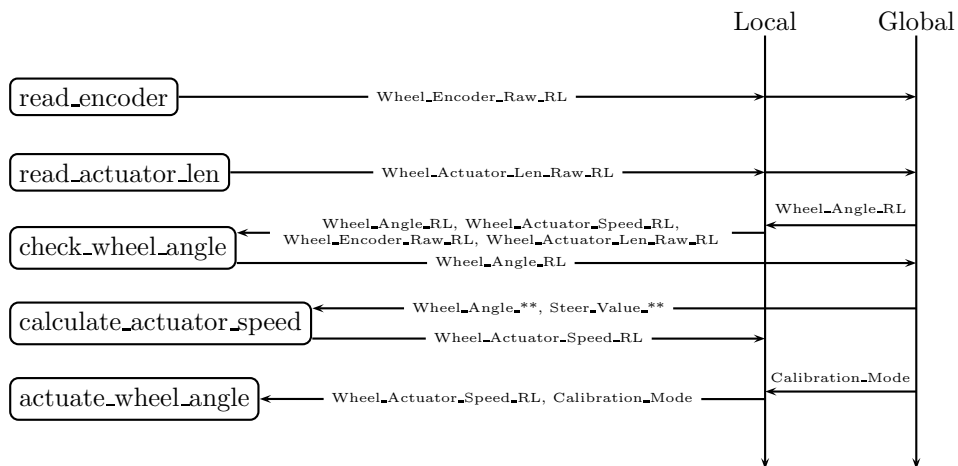 Local Global
read_encoder Wheel_Encoder_Raw_RL
read_actuator_len Wheel_Actuator_Len_Raw_RL
Wheel_Angle_RL
Wheel_Angle_RL, Wheel_Actuator_Speed_RL,
Wheel_Encoder_Raw_RL, Wheel_Actuator_Len_Raw_RL
check_wheel_angle
Wheel_Angle_RL
Wheel_Angle_**, Steer_Value_**
calculate_actuator_speed
Wheel_Actuator_Speed_RL
Calibration_Mode
actuate_wheel_angle Wheel_Actuator_Speed_RL, Calibration_Mode